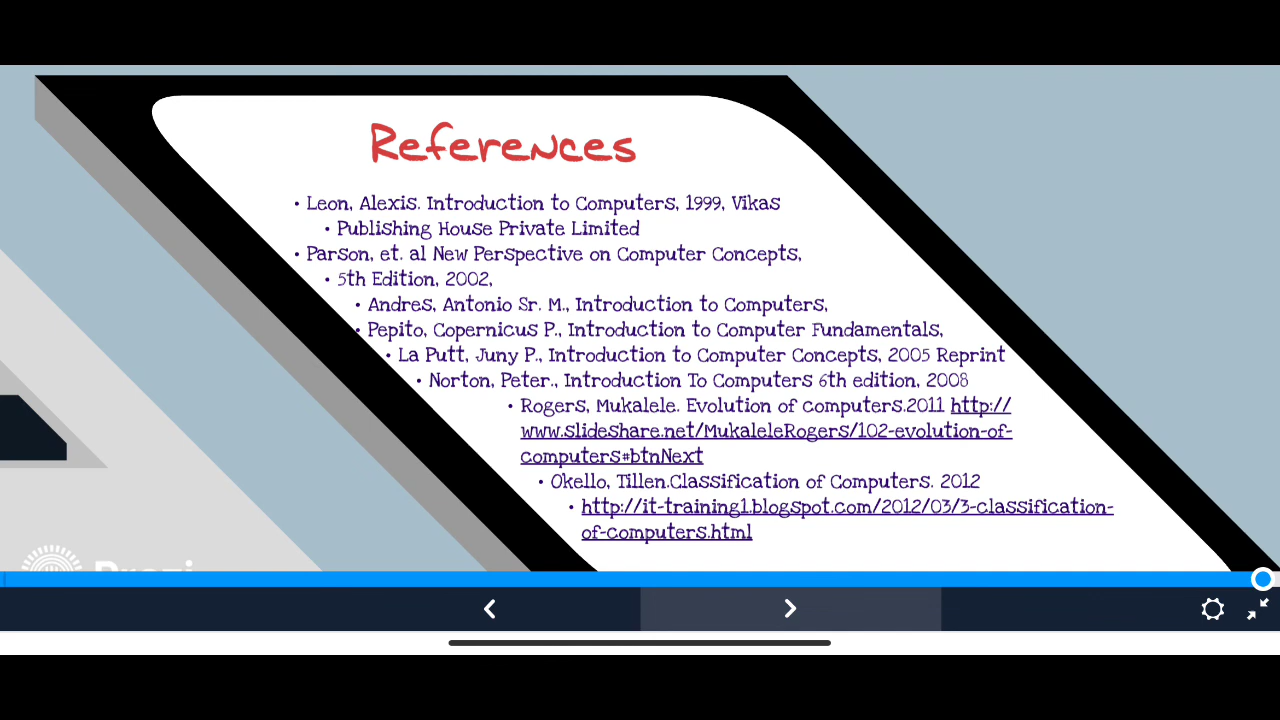 References
• Leon, Alexis. Introduction to Computers, 1999, Vikas
• Publishing House Private Limited
• Parson, et. al New Perspective on Computer Concepts,
• 5th Edition, 2002,
• Andres, Antonio Sr. M., Introduction to Computers,
• Pepito, Copernicus P., Introduction to Computer Fundamentals,
• La Putt, Juny P., Introduction to Computer Concepts, 2005 Reprint
• Norton, Peter., Introduction To Computers 6th edition, 2008
• Rogers, Mukalele. Evolution of computers.2011 http://
www.slideshare.net/MukaleleRogers/102-evolution-of-
computers#btnNext
• Okello, Tillen.Classification of Computers. 2012
• http://it-training1.blogspot.com/2012/03/3-classification-
of-computers.html
Prezi